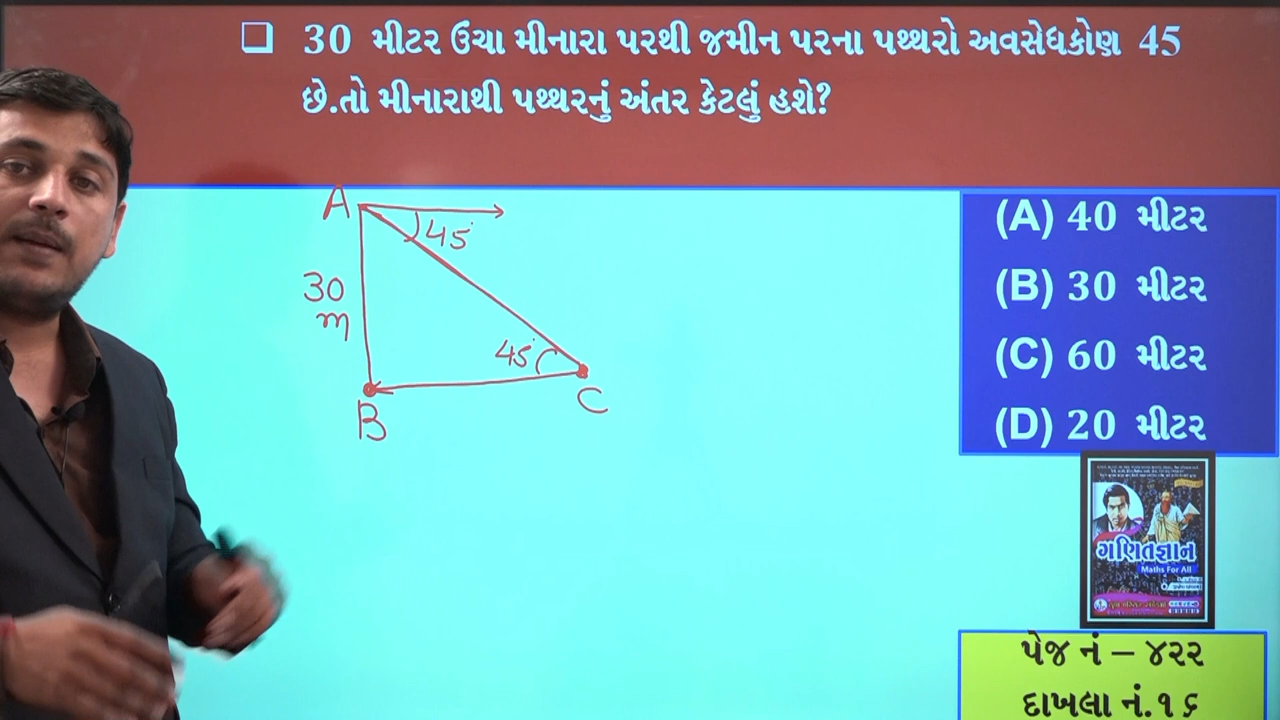 ❑ 30 મીટર ઉંચા મીનારા પરથી જમીન પરના પથ્થરો અવસેધકોણ 45
છે.તો મીનારાથી પથ્થરનું અંતર કેટલું હશે?
A
45°
30
m
45°
B
C
(A) 40 મીટર
(B) 30 મીટર
(C) 60 મીટર
(D) 20 મીટર
ગણિતજ્ઞાન
Maths For All
પેજ નં – ૪૨૨
દાખલા નં.૧૬